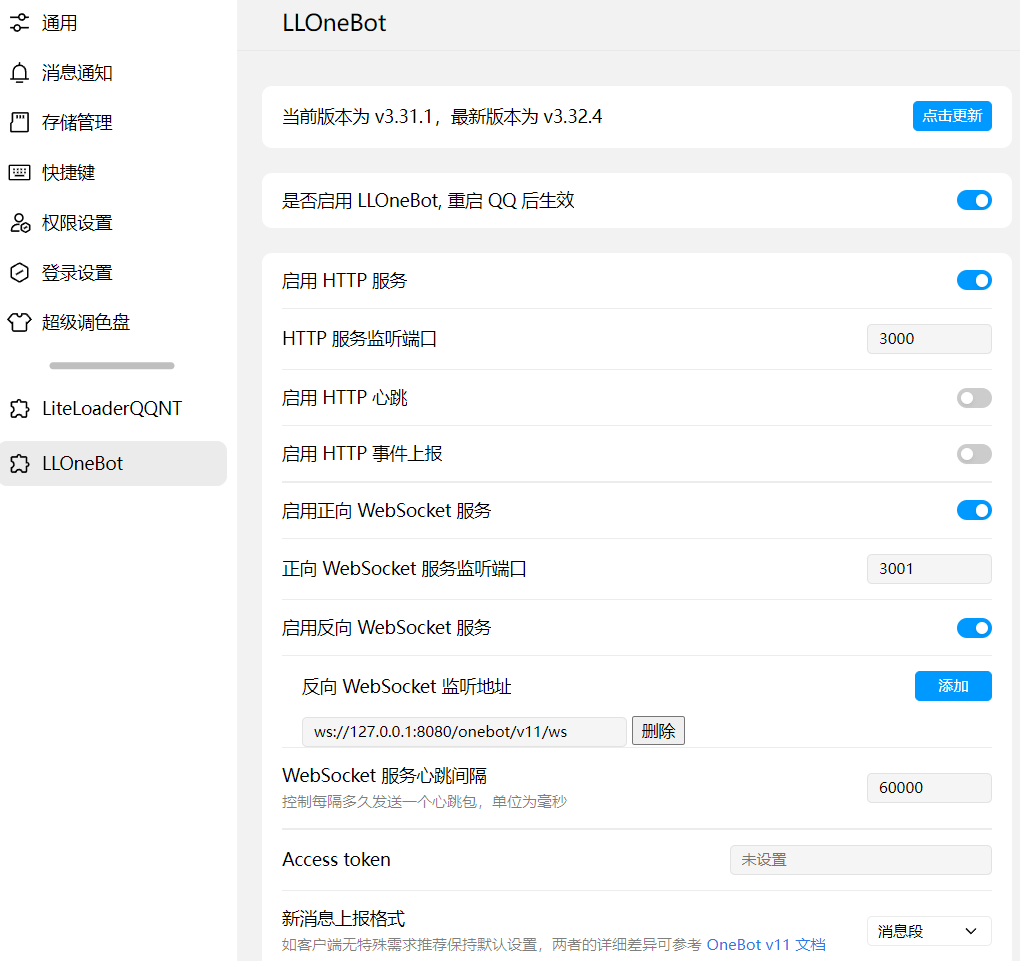 通用
消息通知
存储管理
快捷键
权限设置
登录设置
超级调色盘
LiteLoaderQQNT
LLOneBot
LLOneBot
当前版本为 v3.31.1，最新版本为 v3.32.4
点击更新
是否启用 LLOneBot, 重启 QQ 后生效
启用 HTTP 服务
HTTP 服务监听端口
3000
启用 HTTP 心跳
启用 HTTP 事件上报
启用正向 WebSocket 服务
正向 WebSocket 服务监听端口
3001
启用反向 WebSocket 服务
反向 WebSocket 监听地址
添加
ws://127.0.0.1:8080/onebot/v11/ws
删除
WebSocket 服务心跳间隔
控制每隔多久发送一个心跳包，单位为毫秒
60000
Access token
未设置
新消息上报格式
如客户端无特殊需求推荐保持默认设置，两者的详细差异可参考 OneBot v11 文档
消息段